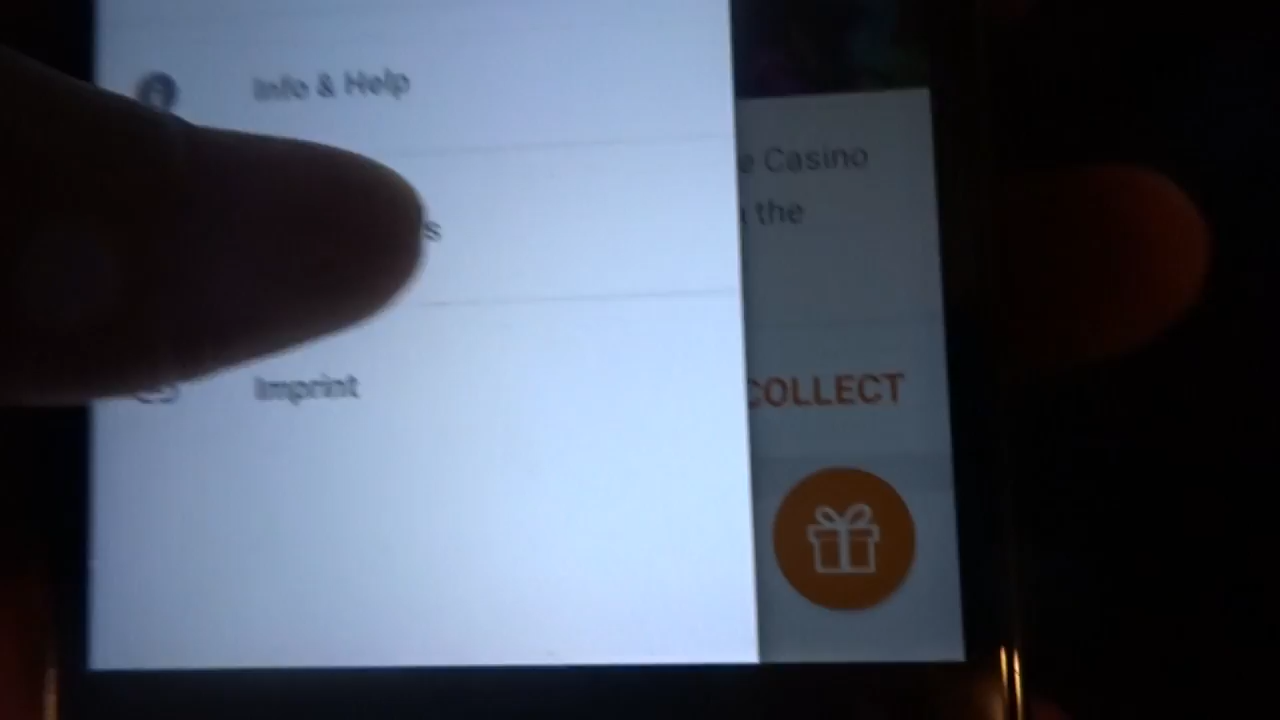 Info & Help
s
Imprint
e Casino
the
COLLECT